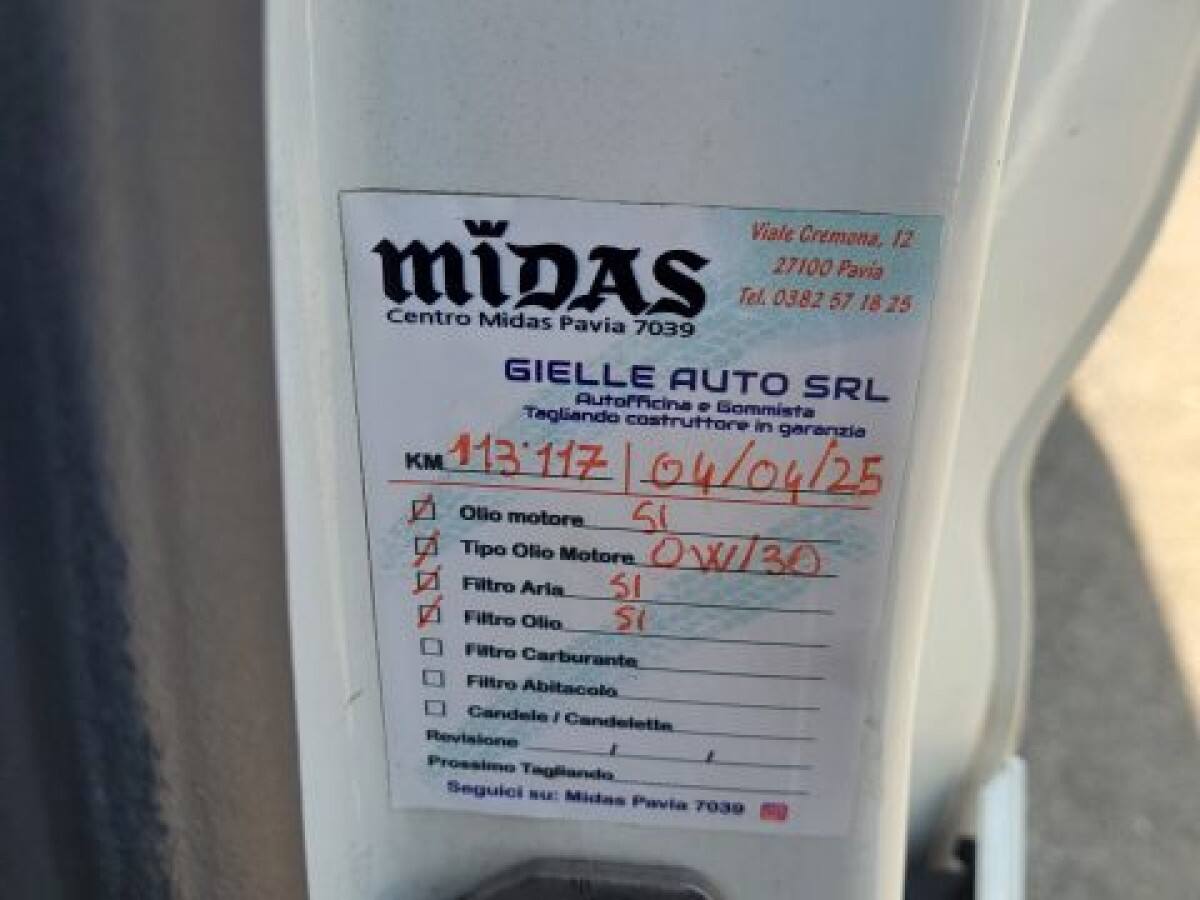 MIDAS
Centro Midas Pavia 7039
Viale Cremona, 12
27100 Pavia
Tel. 0382 57 18 25
GIELLE AUTO SRL
Autofficina e Gommista
Tagliando costruttore in garanzia
KM 113.117 | 04/04/25
Olio motore SI
Tipo Olio Motore 0W/30
Filtro Aria SI
Filtro Olio SI
Filtro Carburante
Filtro Abitacolo
Candele / Candelette
Revisione / /
Prossimo Tagliando
Seguici su: Midas Pavia 7039